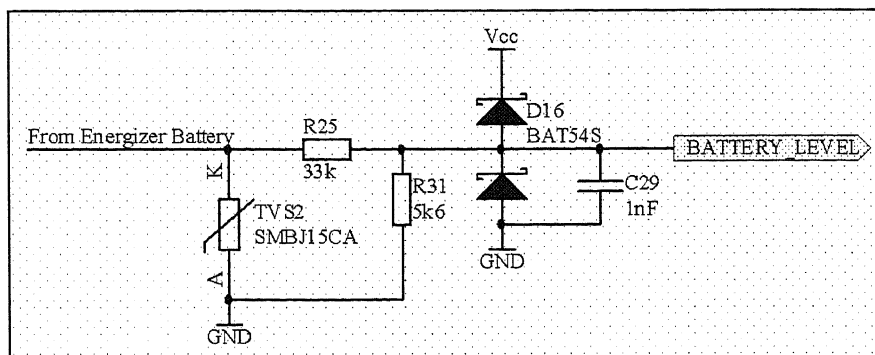 Vcc
D16
BAT54S
From Energizer Battery
R25
33k
BATTERY_LEVEL
K
R31
5k6
C29
1nF
TVS2
SMBJ15CA
A
GND
GND